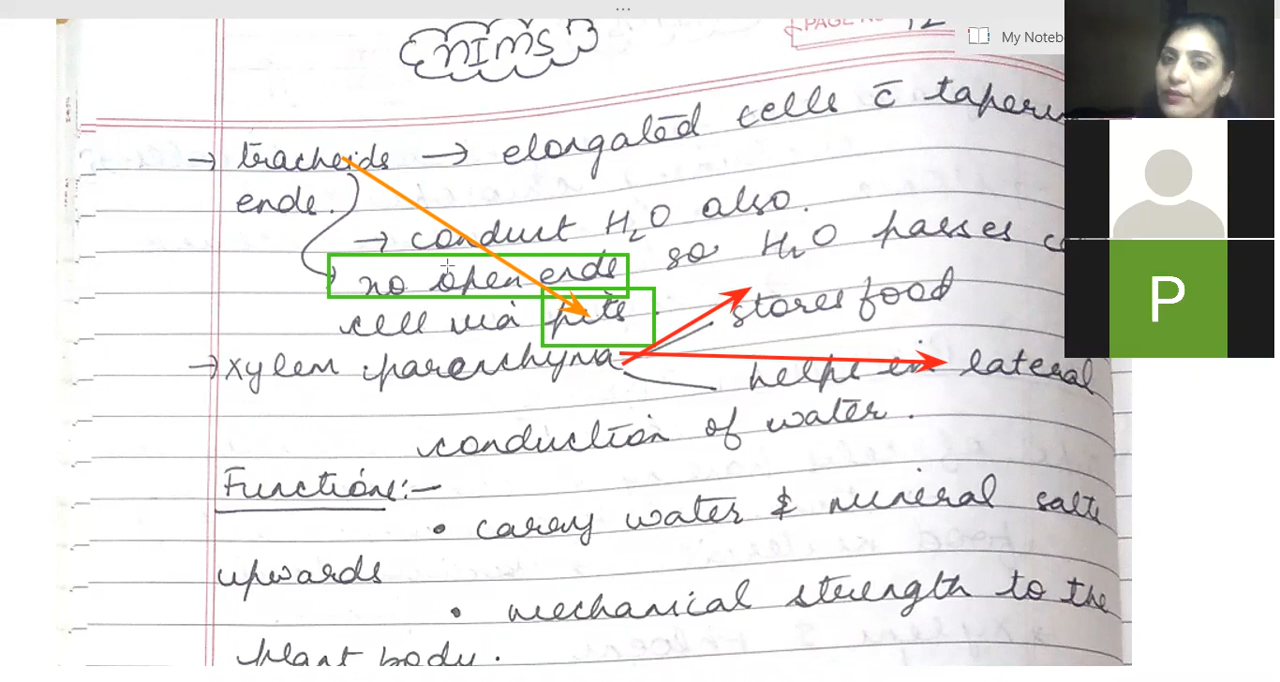 NIMS
PAGE No 12
My Noteb
→ tracheids → elongated cells c̄ taperin
ends.
→ conduct H₂O also.
no open ends so H₂O passes c
cell via pits.
→ xylem parenchyma stores food
helps in lateral
conduction of water.
Functions:-
• carry water & mineral salts
upwards
• mechanical strength to the
plant body.
P